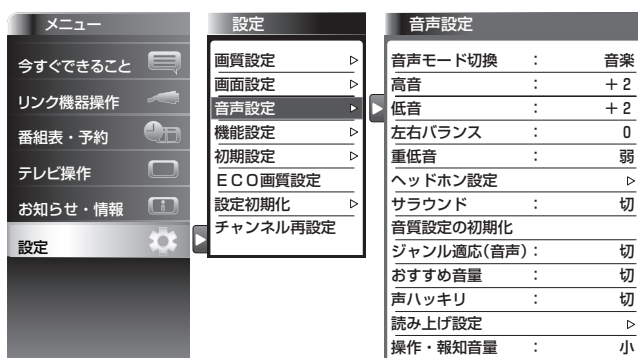 メニュー
今すぐできること
リンク機器操作
番組表・予約
テレビ操作
お知らせ・情報
設定
設定
画質設定
画面設定
音声設定
機能設定
初期設定
ECO画質設定
設定初期化
チャンネル再設定
音声設定
音声モード切換 : 音楽
高音 : +2
低音 : +2
左右バランス : 0
重低音 : 弱
ヘッドホン設定
サラウンド : 切
音質設定の初期化
ジャンル適応(音声) : 切
おすすめ音量 : 切
声ハッキリ : 切
読み上げ設定
操作・報知音量 : 小